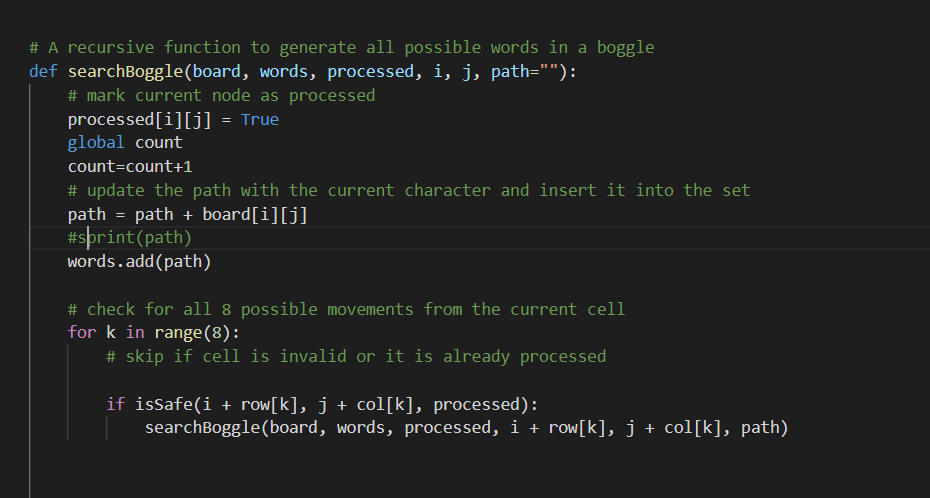 # A recursive function to generate all possible words in a boggle
def searchBoggle(board, words, processed, i, j, path=""):
    # mark current node as processed
    processed[i][j] = True
    global count
    count=count+1
    # update the path with the current character and insert it into the set
    path = path + board[i][j]
    #sprint(path)
    words.add(path)
    # check for all 8 possible movements from the current cell
    for k in range(8):
        # skip if cell is invalid or it is already processed
        if isSafe(i + row[k], j + col[k], processed):
            searchBoggle(board, words, processed, i + row[k], j + col[k], path)